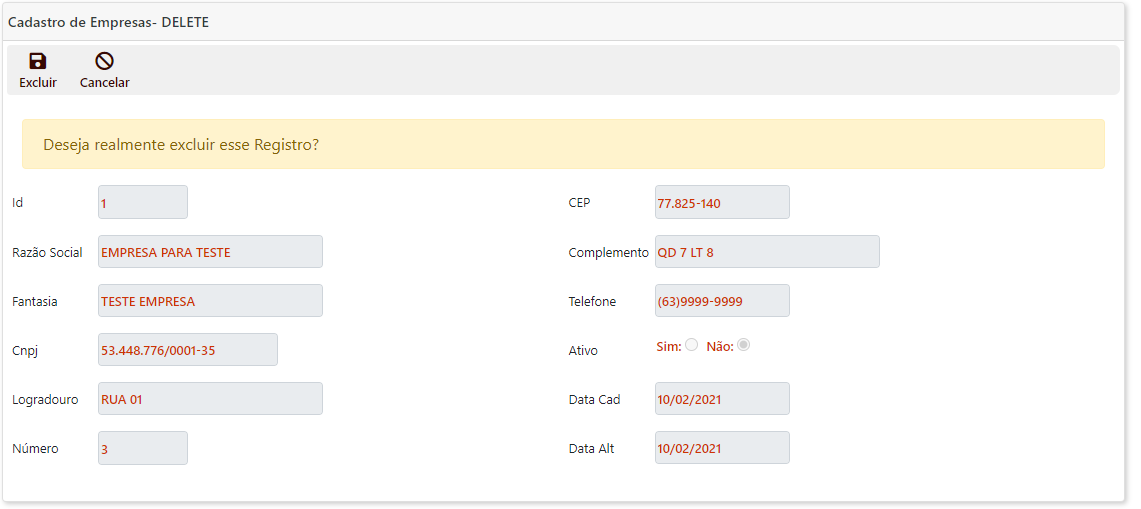 Cadastro de Empresas- DELETE
Excluir Cancelar
Deseja realmente excluir esse Registro?
Id 1 CEP 77.825-140
Razão Social EMPRESA PARA TESTE Complemento QD 7 LT 8
Fantasia TESTE EMPRESA Telefone (63)9999-9999
Cnpj 53.448.776/0001-35 Ativo Sim: Não:
Logradouro RUA 01 Data Cad 10/02/2021
Número 3 Data Alt 10/02/2021